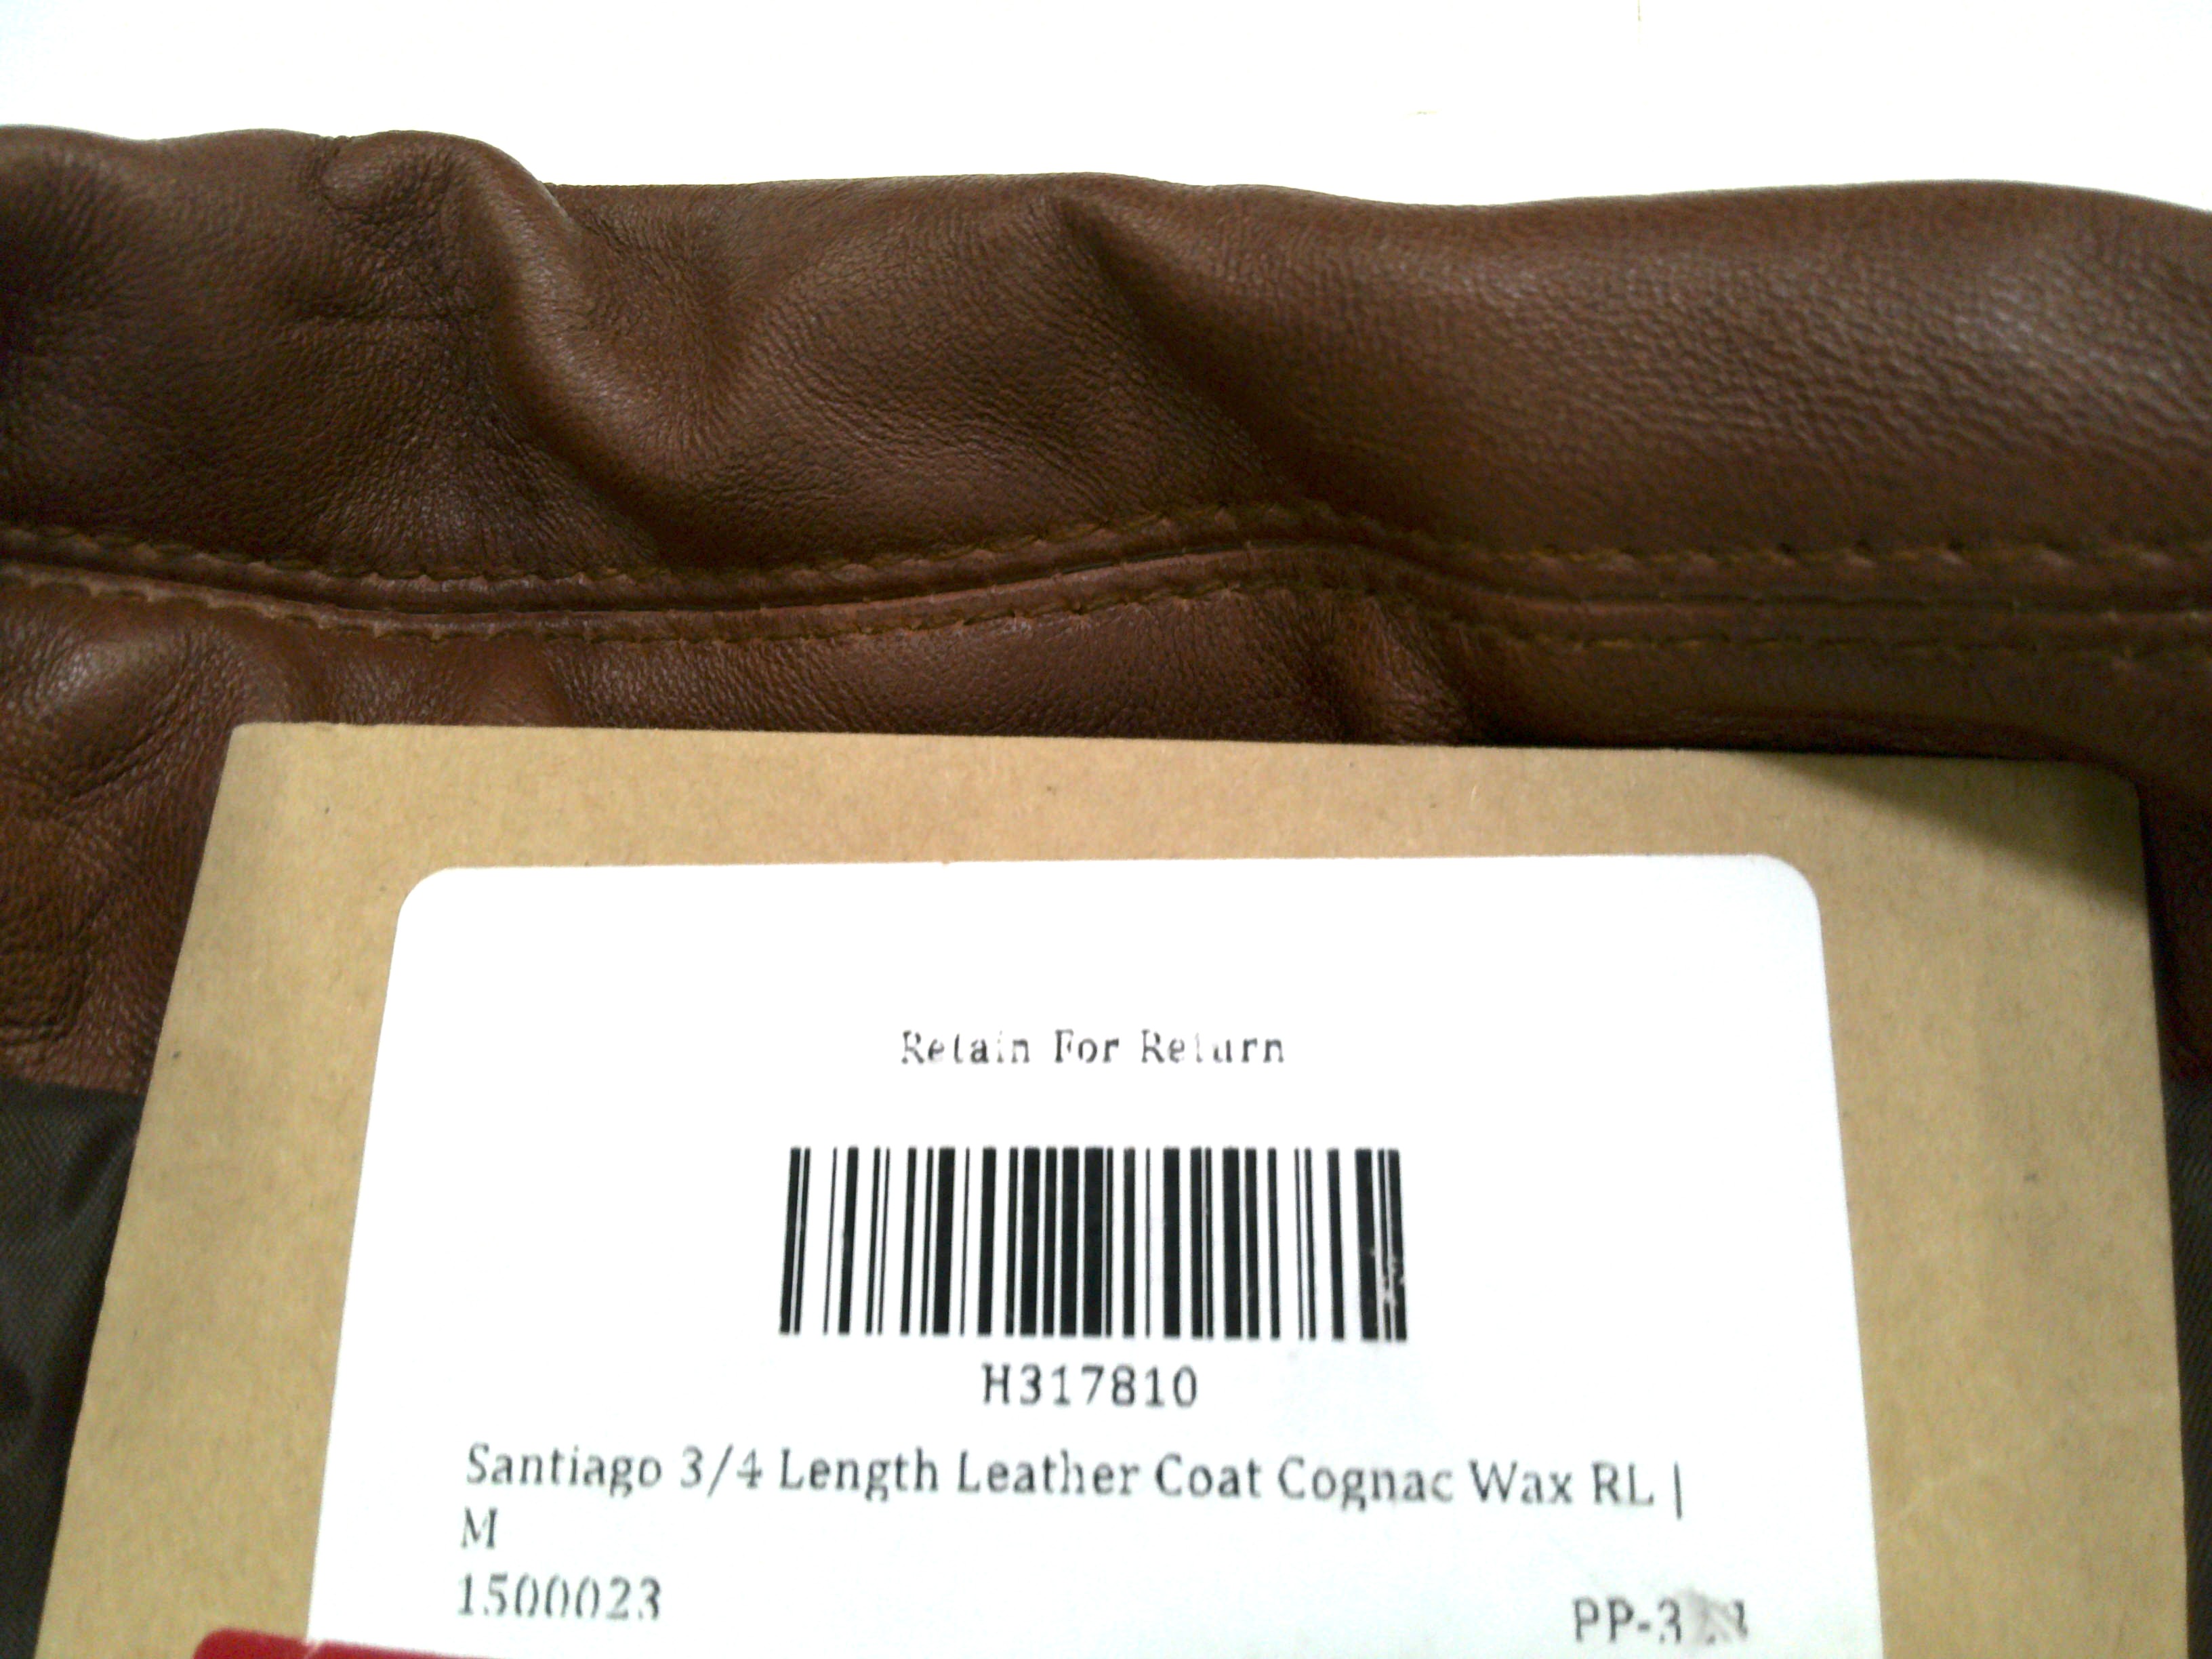 Retain For Return
H317810
Santiago 3/4 Length Leather Coat Cognac Wax RL |
M
1500023